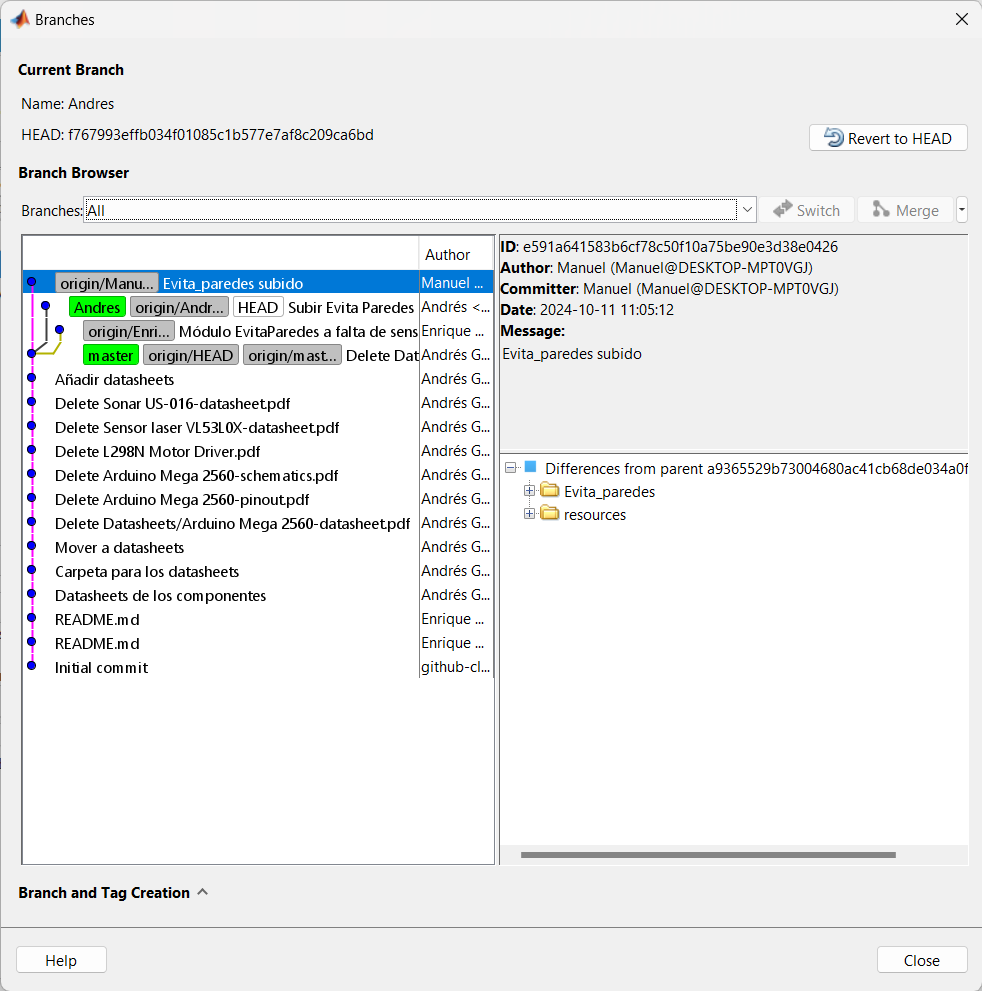 Branches
Current Branch
Name: Andres
HEAD: f767993effb034f01085c1b577e7af8c209ca6bd
Revert to HEAD
Branch Browser
Branches: All
Switch
Merge
Author
origin/Manu... Evita_paredes subido Manuel ...
Andres origin/Andr... HEAD Subir Evita Paredes Andrés <...
origin/Enri... Módulo EvitaParedes a falta de sens Enrique ...
master origin/HEAD origin/mast... Delete Dat Andrés G...
Añadir datasheets Andrés G...
Delete Sonar US-016-datasheet.pdf Andrés G...
Delete Sensor laser VL53L0X-datasheet.pdf Andrés G...
Delete L298N Motor Driver.pdf Andrés G...
Delete Arduino Mega 2560-schematics.pdf Andrés G...
Delete Arduino Mega 2560-pinout.pdf Andrés G...
Delete Datasheets/Arduino Mega 2560-datasheet.pdf Andrés G...
Mover a datasheets Andrés G...
Carpeta para los datasheets Andrés G...
Datasheets de los componentes Andrés G...
README.md Enrique ...
README.md Enrique ...
Initial commit github-cl...
ID: e591a641583b6cf78c50f10a75be90e3d38e0426
Author: Manuel (Manuel@DESKTOP-MPT0VGJ)
Committer: Manuel (Manuel@DESKTOP-MPT0VGJ)
Date: 2024-10-11 11:05:12
Message:
Evita_paredes subido
Differences from parent a9365529b73004680ac41cb68de034a0f
Evita_paredes
resources
Branch and Tag Creation
Help
Close